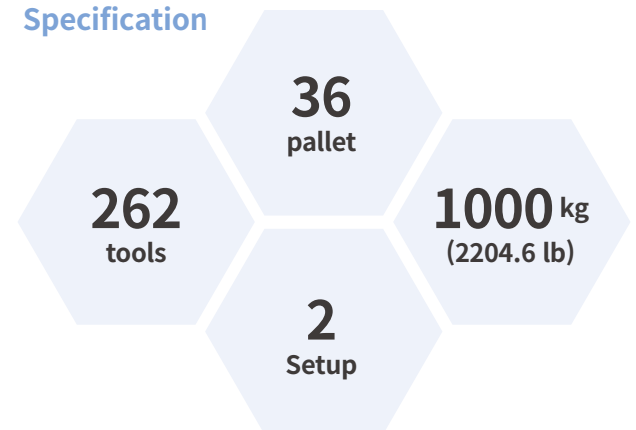 Specification
36
pallet
262
tools
1000 kg
(2204.6 lb)
2
Setup